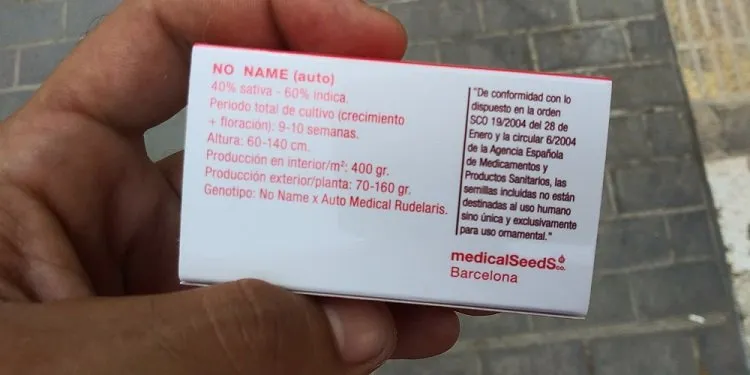 NO NAME (auto)
40% sativa - 60% índica.
Periodo total de cultivo (crecimiento
+ floración): 9-10 semanas.
Altura: 60-140 cm.
Producción en interior/m²: 400 gr.
Producción exterior/planta: 70-160 gr.
Genotipo: No Name x Auto Medical Rudelaris.
"De conformidad con lo
dispuesto en la orden
SCO 19/2004 del 28 de
Enero y la circular 6/2004
de la Agencia Española
de Medicamentos y
Productos Sanitarios, las
semillas incluidas no están
destinadas al uso humano
sino única y exclusivamente
para uso ornamental."
medicalSeedS co.
Barcelona